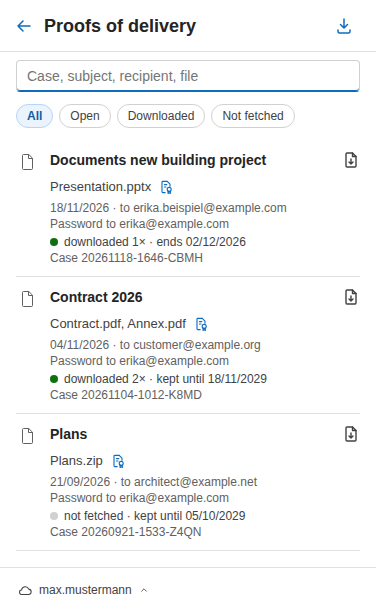 Proofs of delivery
Case, subject, recipient, file
All Open Downloaded Not fetched
Documents new building project
Presentation.pptx
18/11/2026 · to erika.beispiel@example.com
Password to erika@example.com
downloaded 1× · ends 02/12/2026
Case 20261118-1646-CBMH
Contract 2026
Contract.pdf, Annex.pdf
04/11/2026 · to customer@example.org
Password to erika@example.com
downloaded 2× · kept until 18/11/2029
Case 20261104-1012-K8MD
Plans
Plans.zip
21/09/2026 · to architect@example.net
Password to erika@example.com
not fetched · kept until 05/10/2029
Case 20260921-1533-Z4QN
max.mustermann